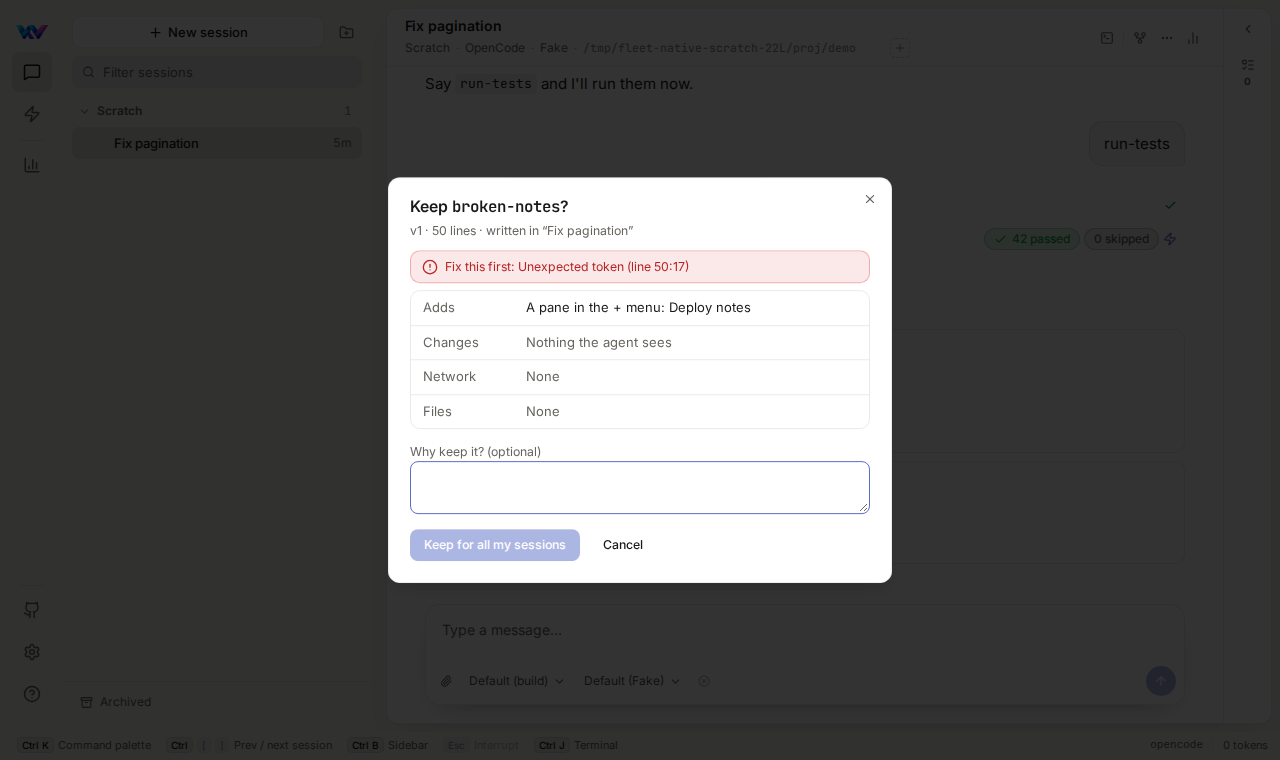 New session
Filter sessions
Scratch 1
Fix pagination 5m
Archived
Fix pagination
Scratch · OpenCode · Fake · /tmp/fleet-native-scratch-22L/proj/demo
0
Say run-tests and I'll run them now.
run-tests
42 passed 0 skipped
Keep broken-notes?
v1 · 50 lines · written in “Fix pagination”
Fix this first: Unexpected token (line 50:17)
Adds A pane in the + menu: Deploy notes
Changes Nothing the agent sees
Network None
Files None
Why keep it? (optional)
Keep for all my sessions Cancel
Type a message...
Default (build) Default (Fake)
Ctrl K Command palette Ctrl [ ] Prev / next session Ctrl B Sidebar Esc Interrupt Ctrl J Terminal opencode 0 tokens